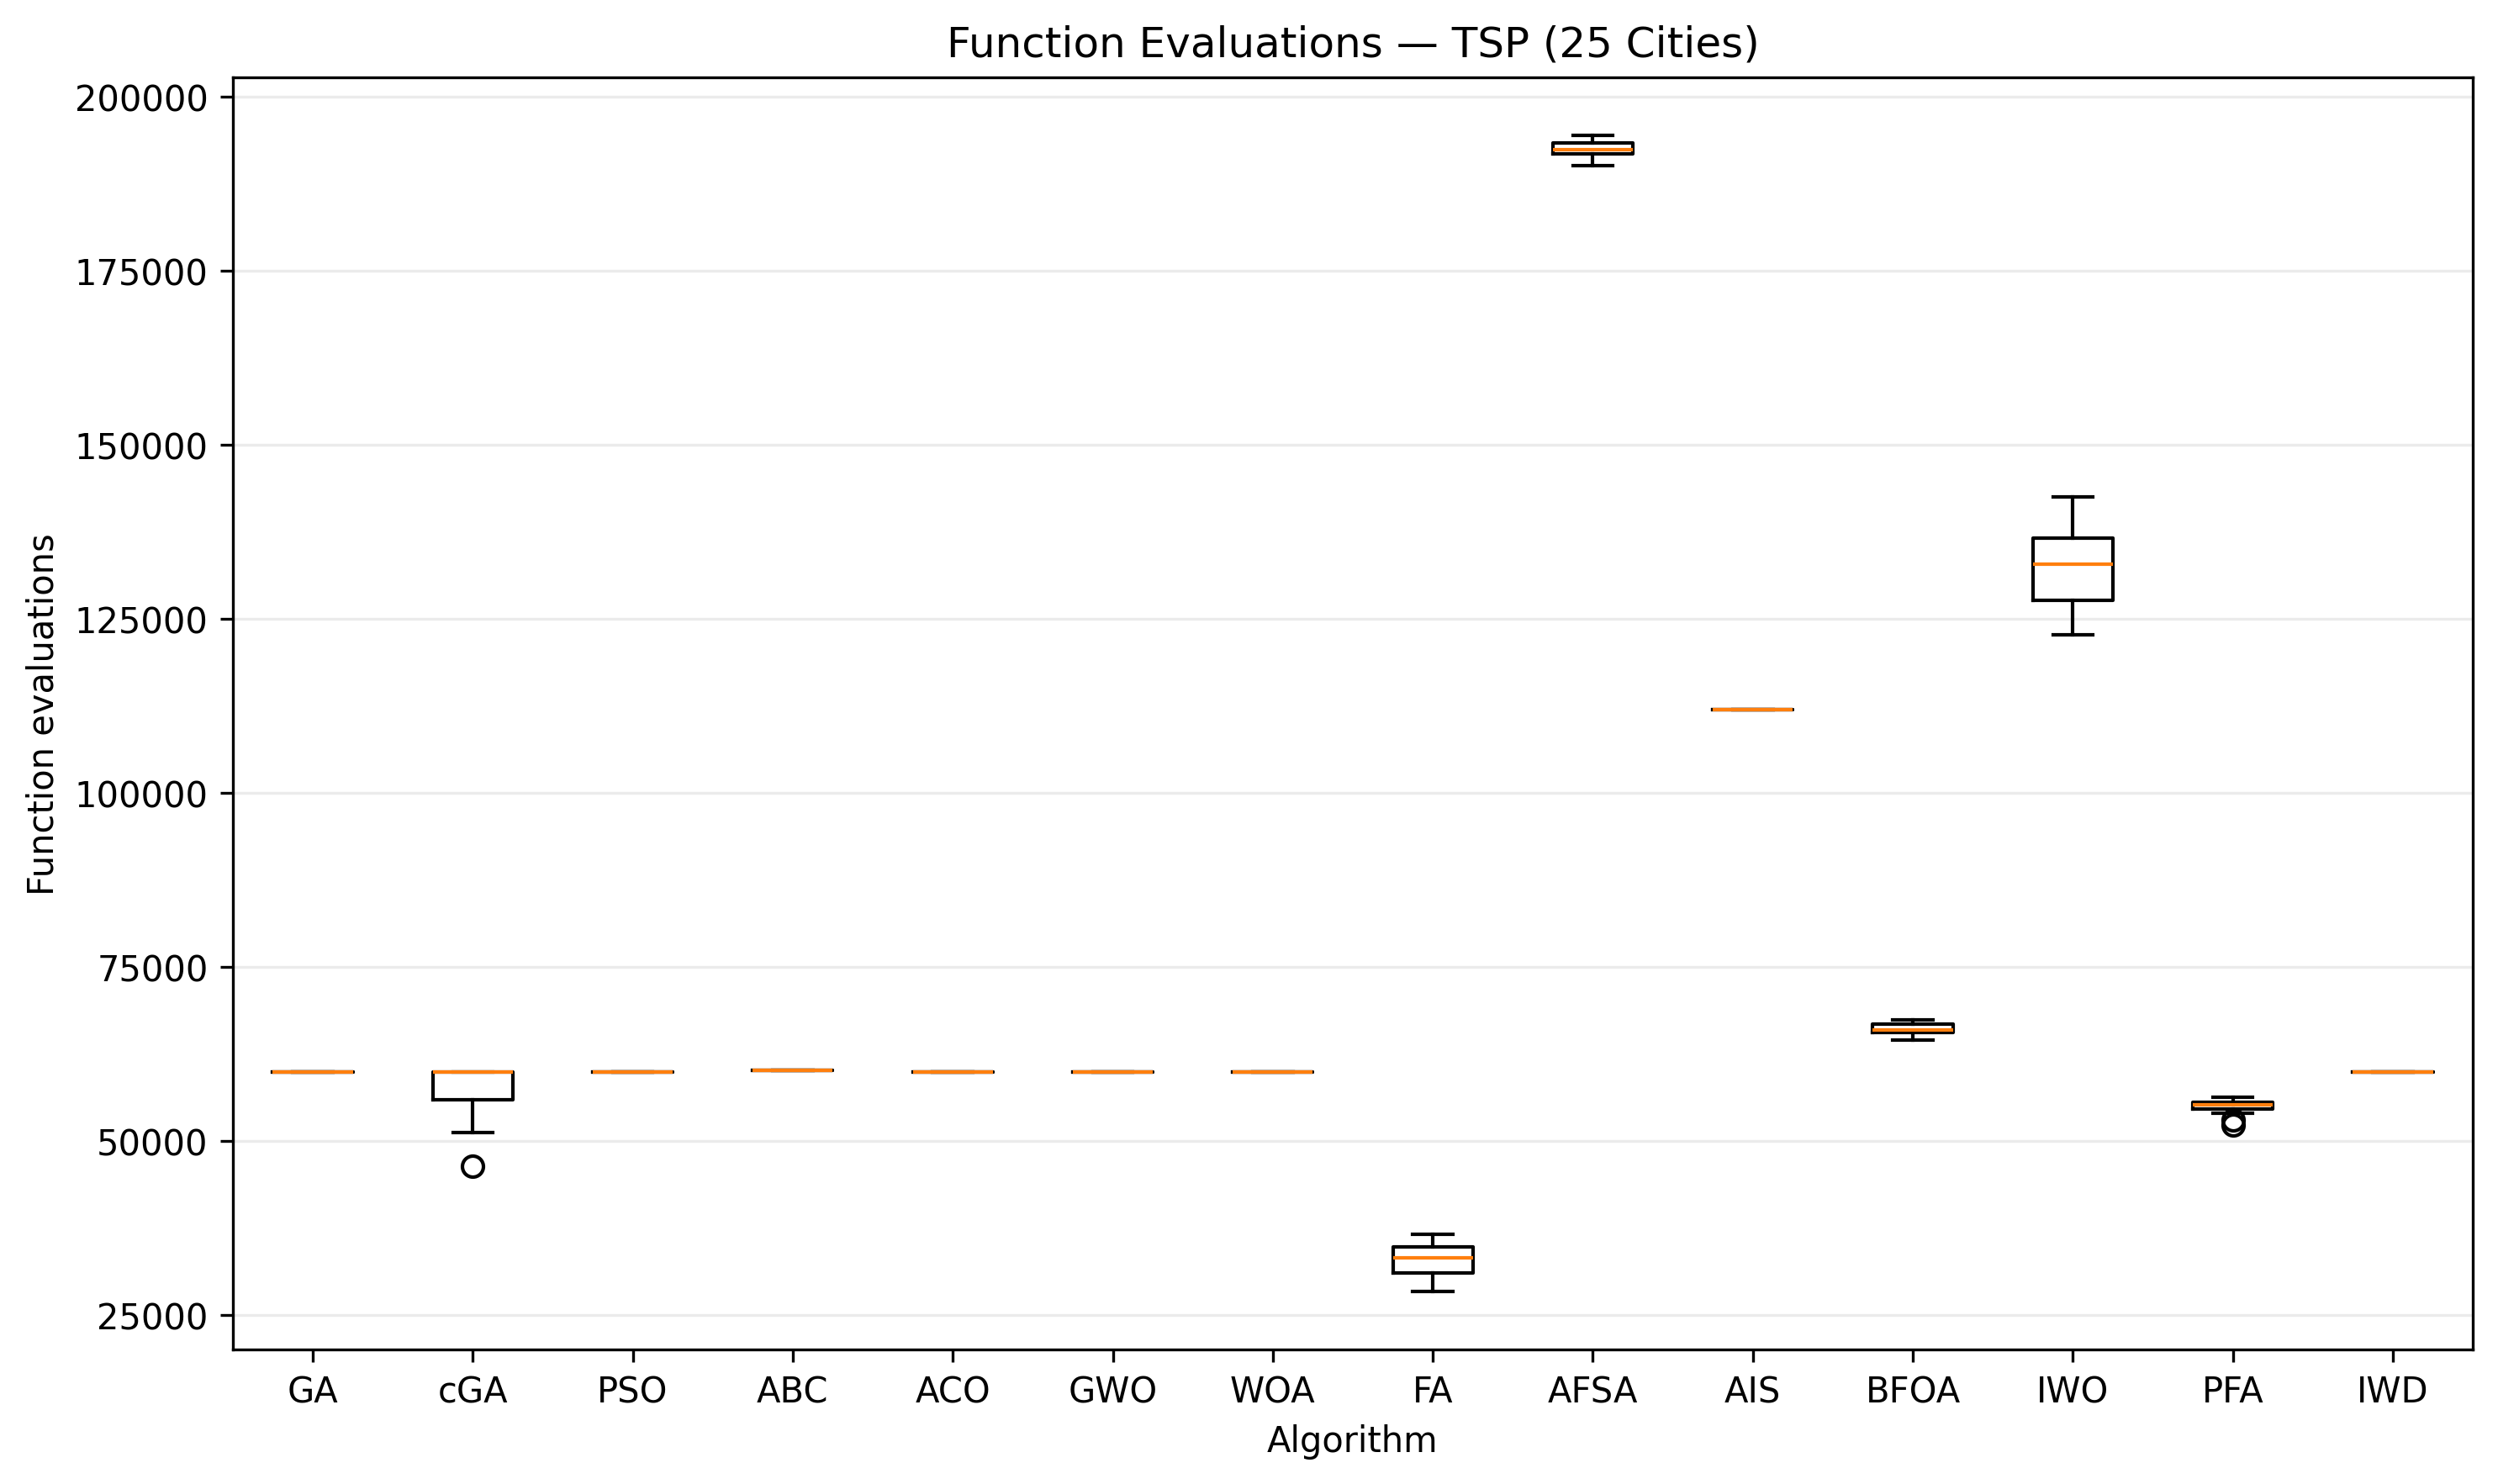 Function Evaluations — TSP (25 Cities)
200000
175000
150000
125000
100000
75000
50000
25000
Function evaluations
GA cGA PSO ABC ACO GWO WOA FA AFSA AIS BFOA IWO PFA IWD
Algorithm